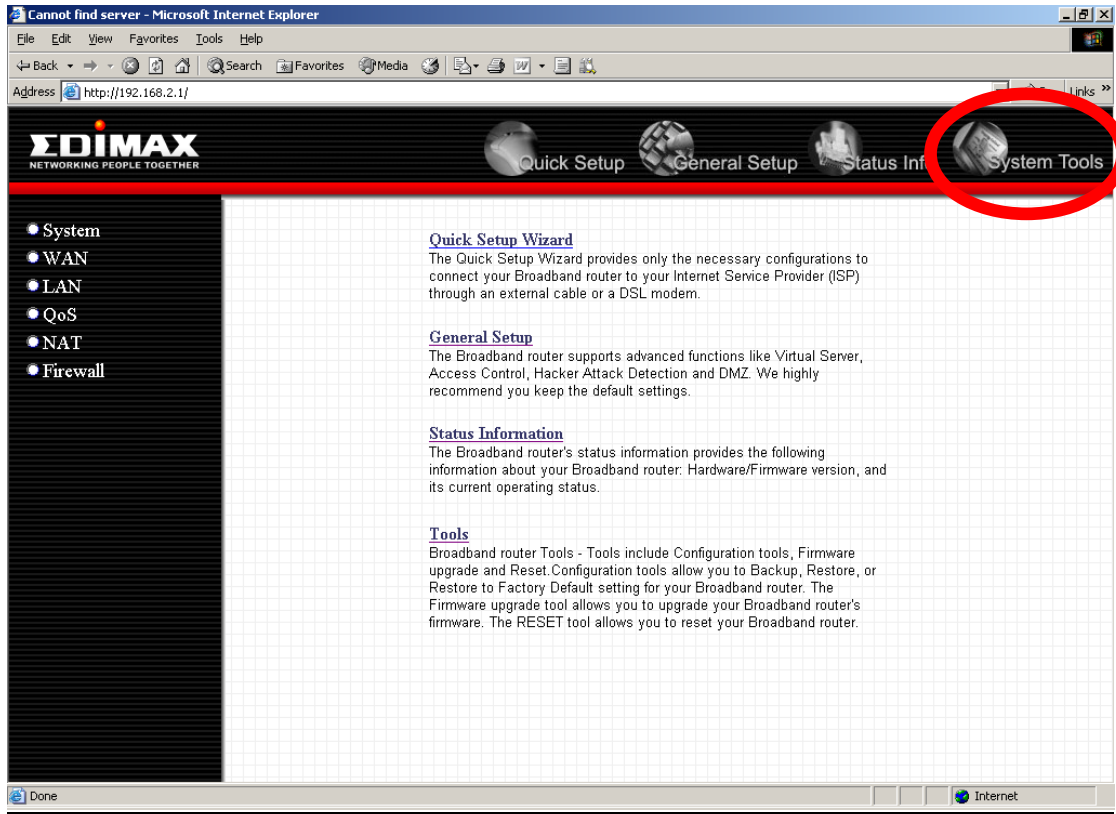 Cannot find server - Microsoft Internet Explorer
File Edit View Favorites Tools Help
Back Search Favorites Media
Address http://192.168.2.1/ Links »
EDIMAX
NETWORKING PEOPLE TOGETHER
Quick Setup General Setup Status Inf System Tools
System
WAN
LAN
QoS
NAT
Firewall
Quick Setup Wizard
The Quick Setup Wizard provides only the necessary configurations to
connect your Broadband router to your Internet Service Provider (ISP)
through an external cable or a DSL modem.
General Setup
The Broadband router supports advanced functions like Virtual Server,
Access Control, Hacker Attack Detection and DMZ. We highly
recommend you keep the default settings.
Status Information
The Broadband router's status information provides the following
information about your Broadband router: Hardware/Firmware version, and
its current operating status.
Tools
Broadband router Tools - Tools include Configuration tools, Firmware
upgrade and Reset.Configuration tools allow you to Backup, Restore, or
Restore to Factory Default setting for your Broadband router. The
Firmware upgrade tool allows you to upgrade your Broadband router's
firmware. The RESET tool allows you to reset your Broadband router.
Done Internet